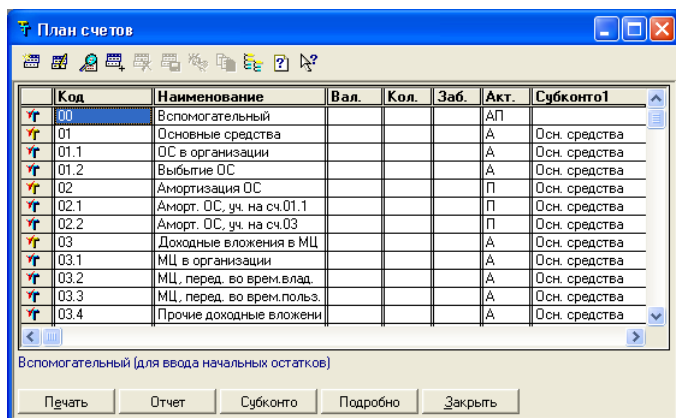 План счетов
Код Наименование Вал. Кол. Заб. Акт. Субконто1
00 Вспомогательный АП
01 Основные средства А Осн. средства
01.1 ОС в организации А Осн. средства
01.2 Выбытие ОС А Осн. средства
02 Амортизация ОС П Осн. средства
02.1 Аморт. ОС, уч. на сч.01.1 П Осн. средства
02.2 Аморт. ОС, уч. на сч.03 П Осн. средства
03 Доходные вложения в МЦ А Осн. средства
03.1 МЦ в организации А Осн. средства
03.2 МЦ, перед. во врем.влад. А Осн. средства
03.3 МЦ, перед. во врем.польз. А Осн. средства
03.4 Прочие доходные вложени А Осн. средства
Вспомогательный (для ввода начальных остатков)
Печать Отчет Субконто Подробно Закрыть